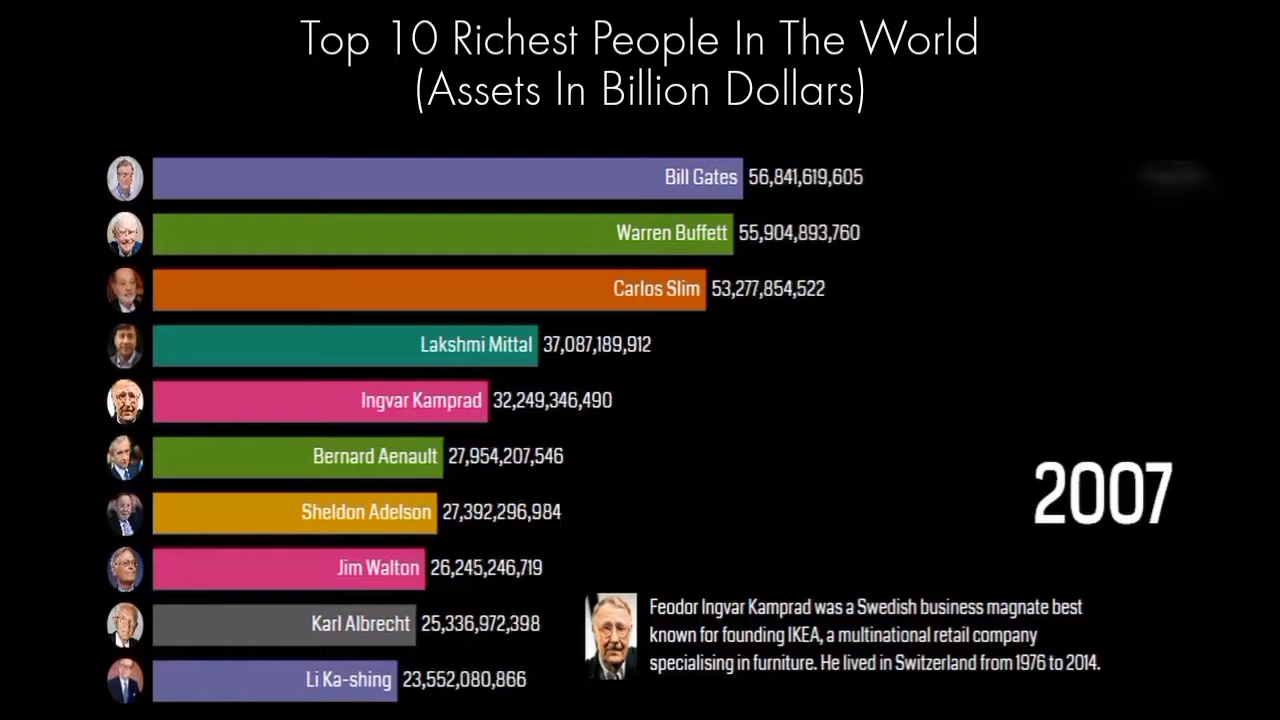 Top 10 Richest People In The World
(Assets In Billion Dollars)
Bill Gates 56,841,619,605
Warren Buffett 55,904,893,760
Carlos Slim 53,277,854,522
Lakshmi Mittal 37,087,189,912
Ingvar Kamprad 32,249,346,490
Bernard Aenault 27,954,207,546
Sheldon Adelson 27,392,296,984
Jim Walton 26,245,246,719
Karl Albrecht 25,336,972,398
Li Ka-shing 23,552,080,866
2007
Feodor Ingvar Kamprad was a Swedish business magnate best
known for founding IKEA, a multinational retail company
specialising in furniture. He lived in Switzerland from 1976 to 2014.